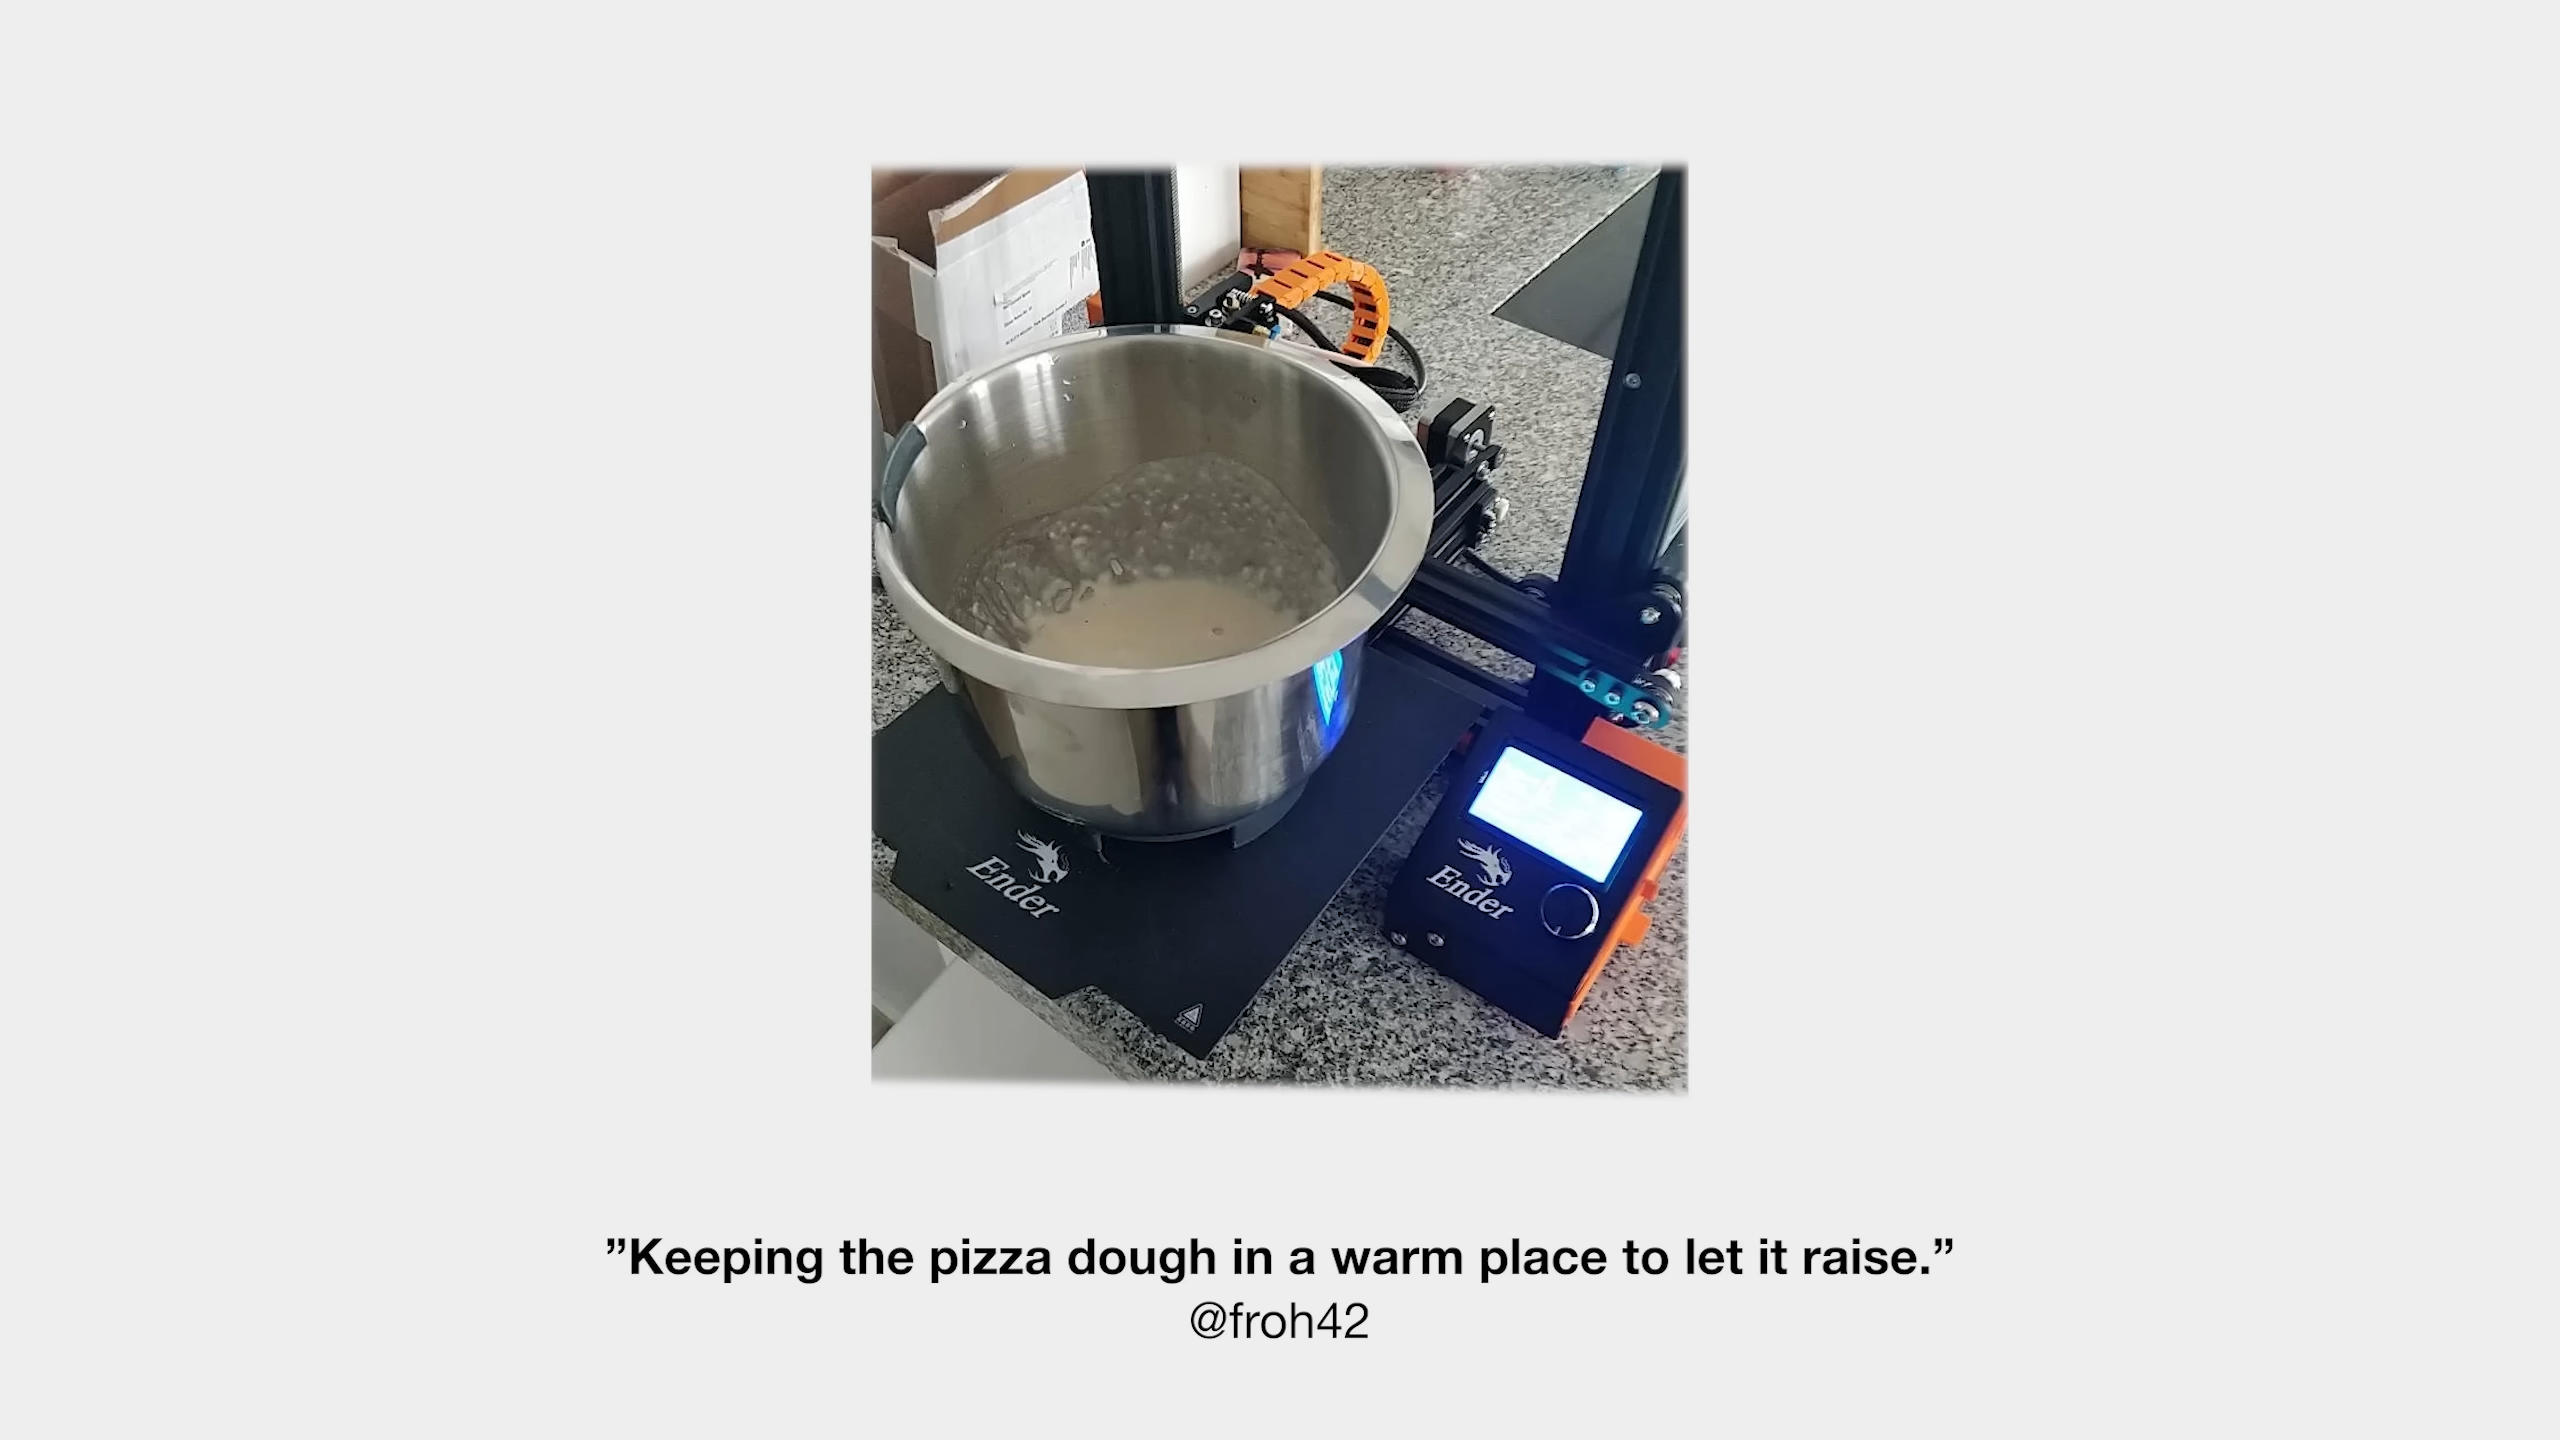 Ender
Ender
”Keeping the pizza dough in a warm place to let it raise.”
@froh42